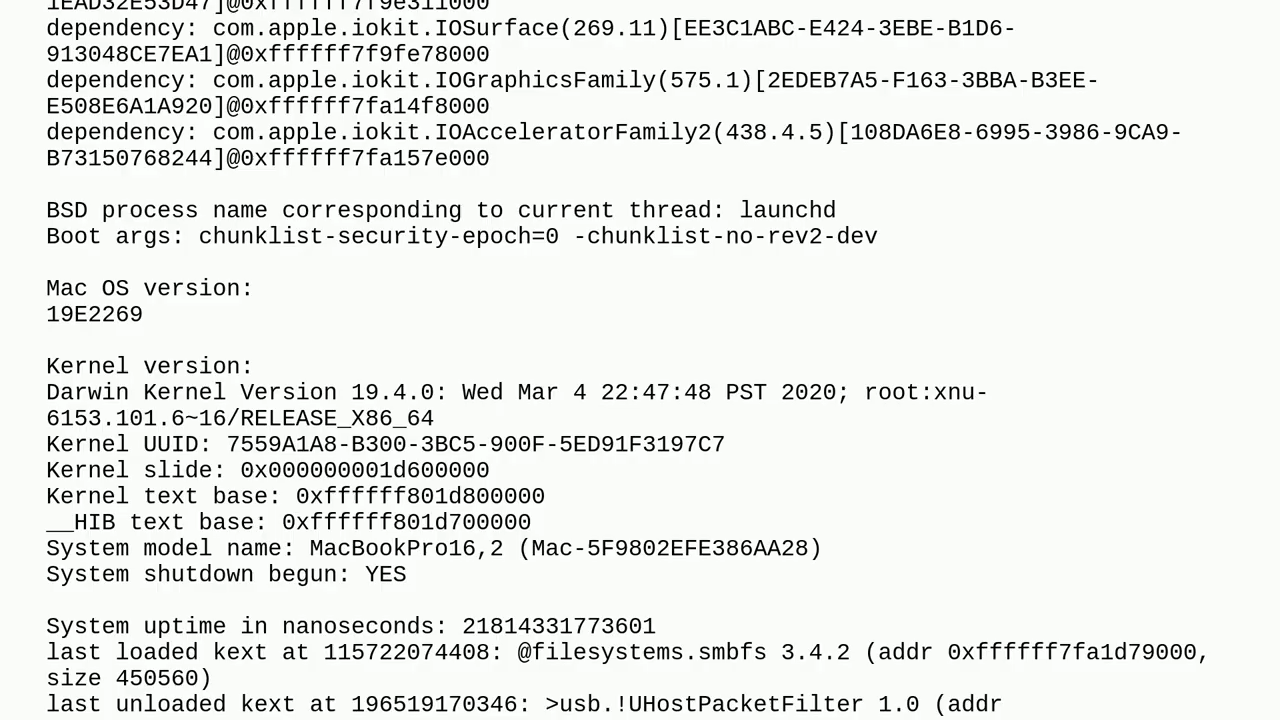 1EAD32E53D47]@0xffffff7f9e311000
dependency: com.apple.iokit.IOSurface(269.11)[EE3C1ABC-E424-3EBE-B1D6-
913048CE7EA1]@0xffffff7f9fe78000
dependency: com.apple.iokit.IOGraphicsFamily(575.1)[2EDEB7A5-F163-3BBA-B3EE-
E508E6A1A920]@0xffffff7fa14f8000
dependency: com.apple.iokit.IOAcceleratorFamily2(438.4.5)[108DA6E8-6995-3986-9CA9-
B73150768244]@0xffffff7fa157e000
BSD process name corresponding to current thread: launchd
Boot args: chunklist-security-epoch=0 -chunklist-no-rev2-dev
Mac OS version:
19E2269
Kernel version:
Darwin Kernel Version 19.4.0: Wed Mar 4 22:47:48 PST 2020; root:xnu-
6153.101.6~16/RELEASE_X86_64
Kernel UUID: 7559A1A8-B300-3BC5-900F-5ED91F3197C7
Kernel slide: 0x000000001d600000
Kernel text base: 0xffffff801d800000
__HIB text base: 0xffffff801d700000
System model name: MacBookPro16,2 (Mac-5F9802EFE386AA28)
System shutdown begun: YES
System uptime in nanoseconds: 21814331773601
last loaded kext at 115722074408: @filesystems.smbfs 3.4.2 (addr 0xffffff7fa1d79000,
size 450560)
last unloaded kext at 196519170346: >usb.!UHostPacketFilter 1.0 (addr